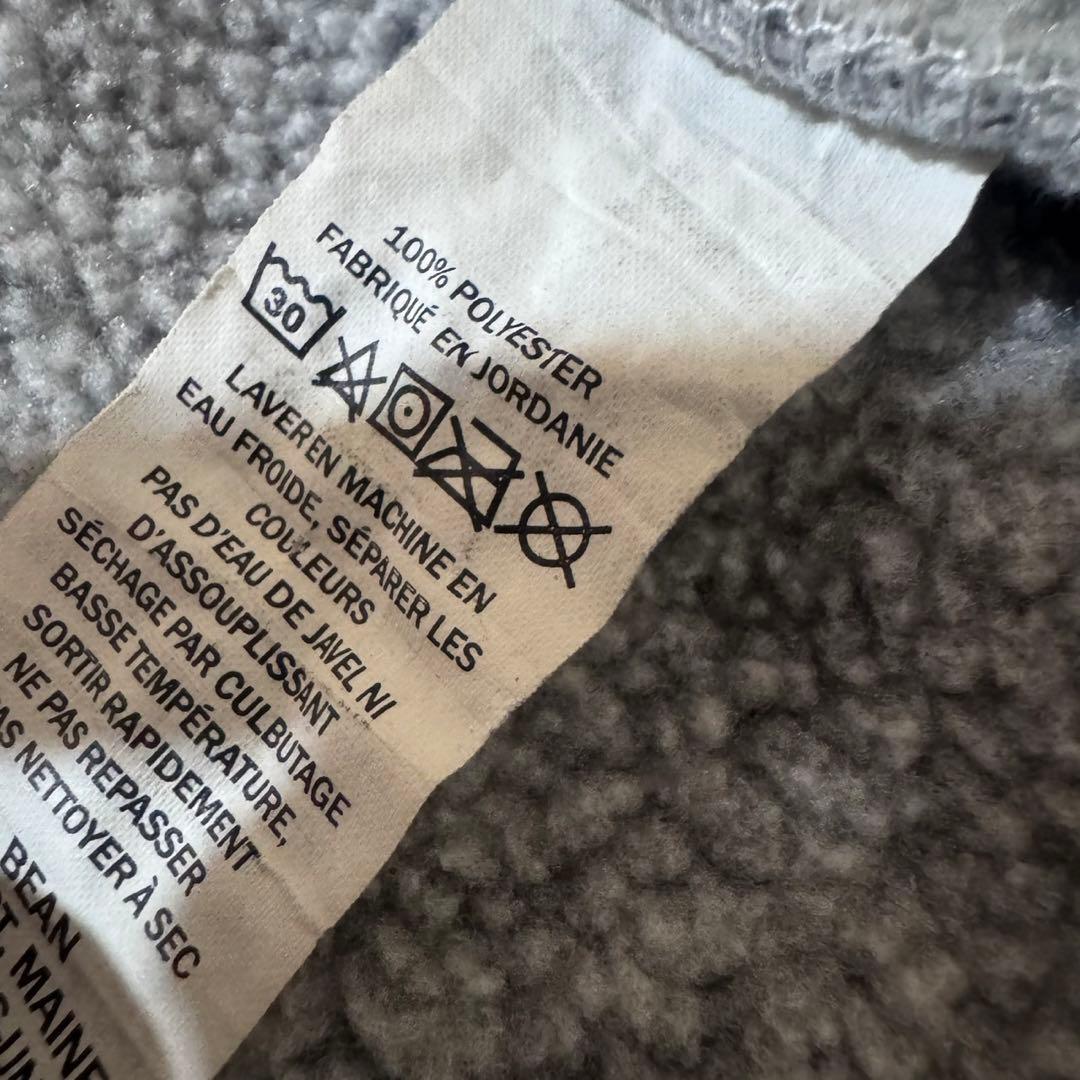 100% POLYESTER
FABRIQUÉ EN JORDANIE
30
LAVER EN MACHINE EN
EAU FROIDE, SÉPARER LES
COULEURS
PAS D'EAU DE JAVEL NI
D'ASSOUPLISSANT
SÉCHAGE PAR CULBUTAGE
BASSE TEMPÉRATURE,
SORTIR RAPIDEMENT
NE PAS REPASSER
NETTOYER À SEC
BEAN
MAINE